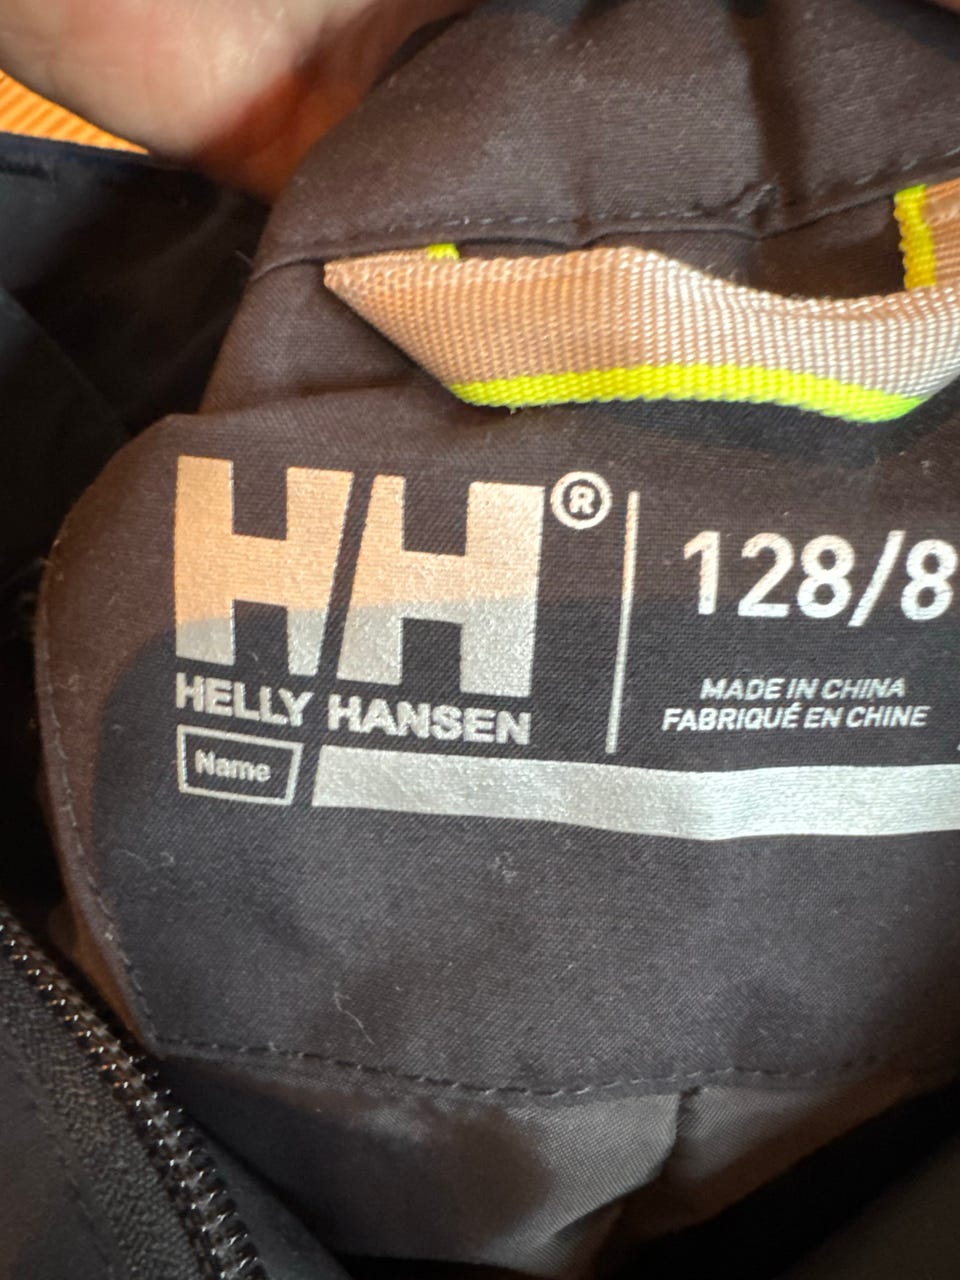 HH®
128/8
MADE IN CHINA
FABRIQUÉ EN CHINE
HELLY HANSEN
Name